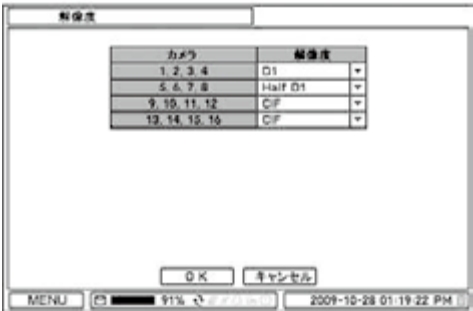 解像度
カメラ 解像度
1, 2, 3, 4 D1
5, 6, 7, 8 Half D1
9, 10, 11, 12 CIF
13, 14, 15, 16 CIF
OK キャンセル
MENU 91% 2009-10-28 01:19:22 PM